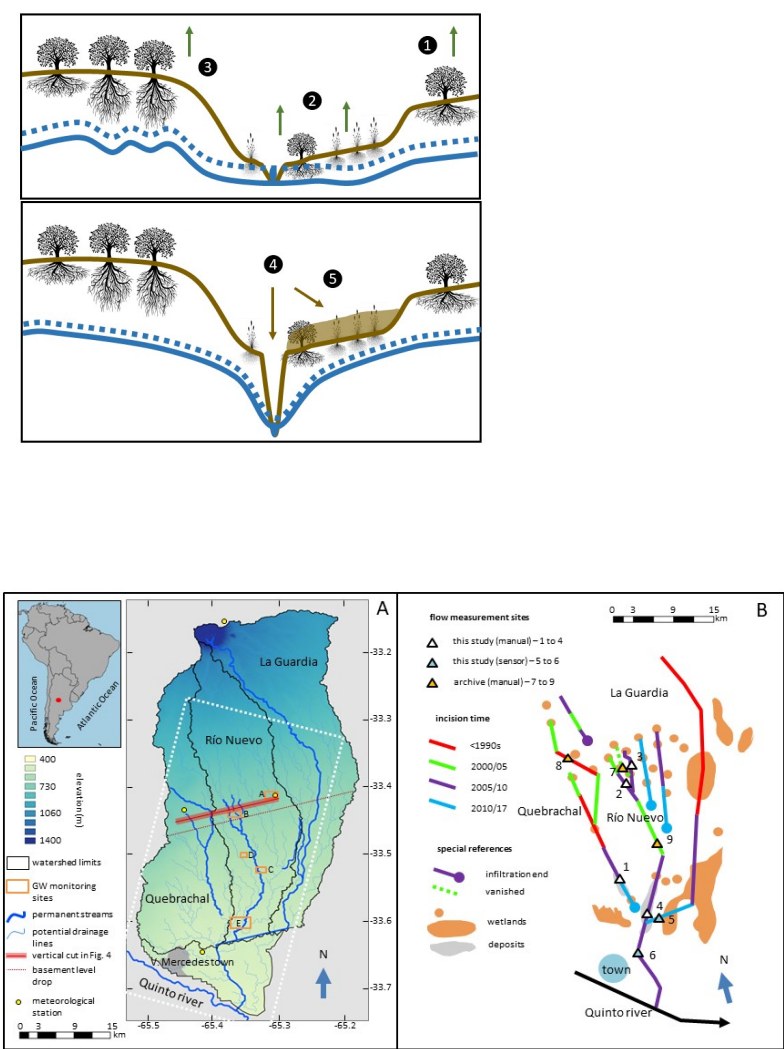 1
3
2
4
5
A
Pacific Ocean
Atlantic Ocean
400
730
1060
1400
elevation (m)
watershed limits
GW monitoring
sites
permanent streams
potential drainage
lines
vertical cut in Fig. 4
basement level
drop
meteorological
station
0 3 6 9 15
km
La Guardia
Río Nuevo
A
B
D
C
E
Quebrachal
V. Mercedes town
Quinto river
N
-33.2
-33.3
-33.4
-33.5
-33.6
-33.7
-65.5 -65.4 -65.3 -65.2
B
flow measurement sites
this study (manual) – 1 to 4
this study (sensor) – 5 to 6
archive (manual) – 7 to 9
incision time
<1990s
2000/05
2005/10
2010/17
special references
infiltration end
vanished
wetlands
deposits
0 3 9 15
km
La Guardia
8
7
3
2
Quebrachal
Río Nuevo
9
1
4
5
6
town
N
Quinto river